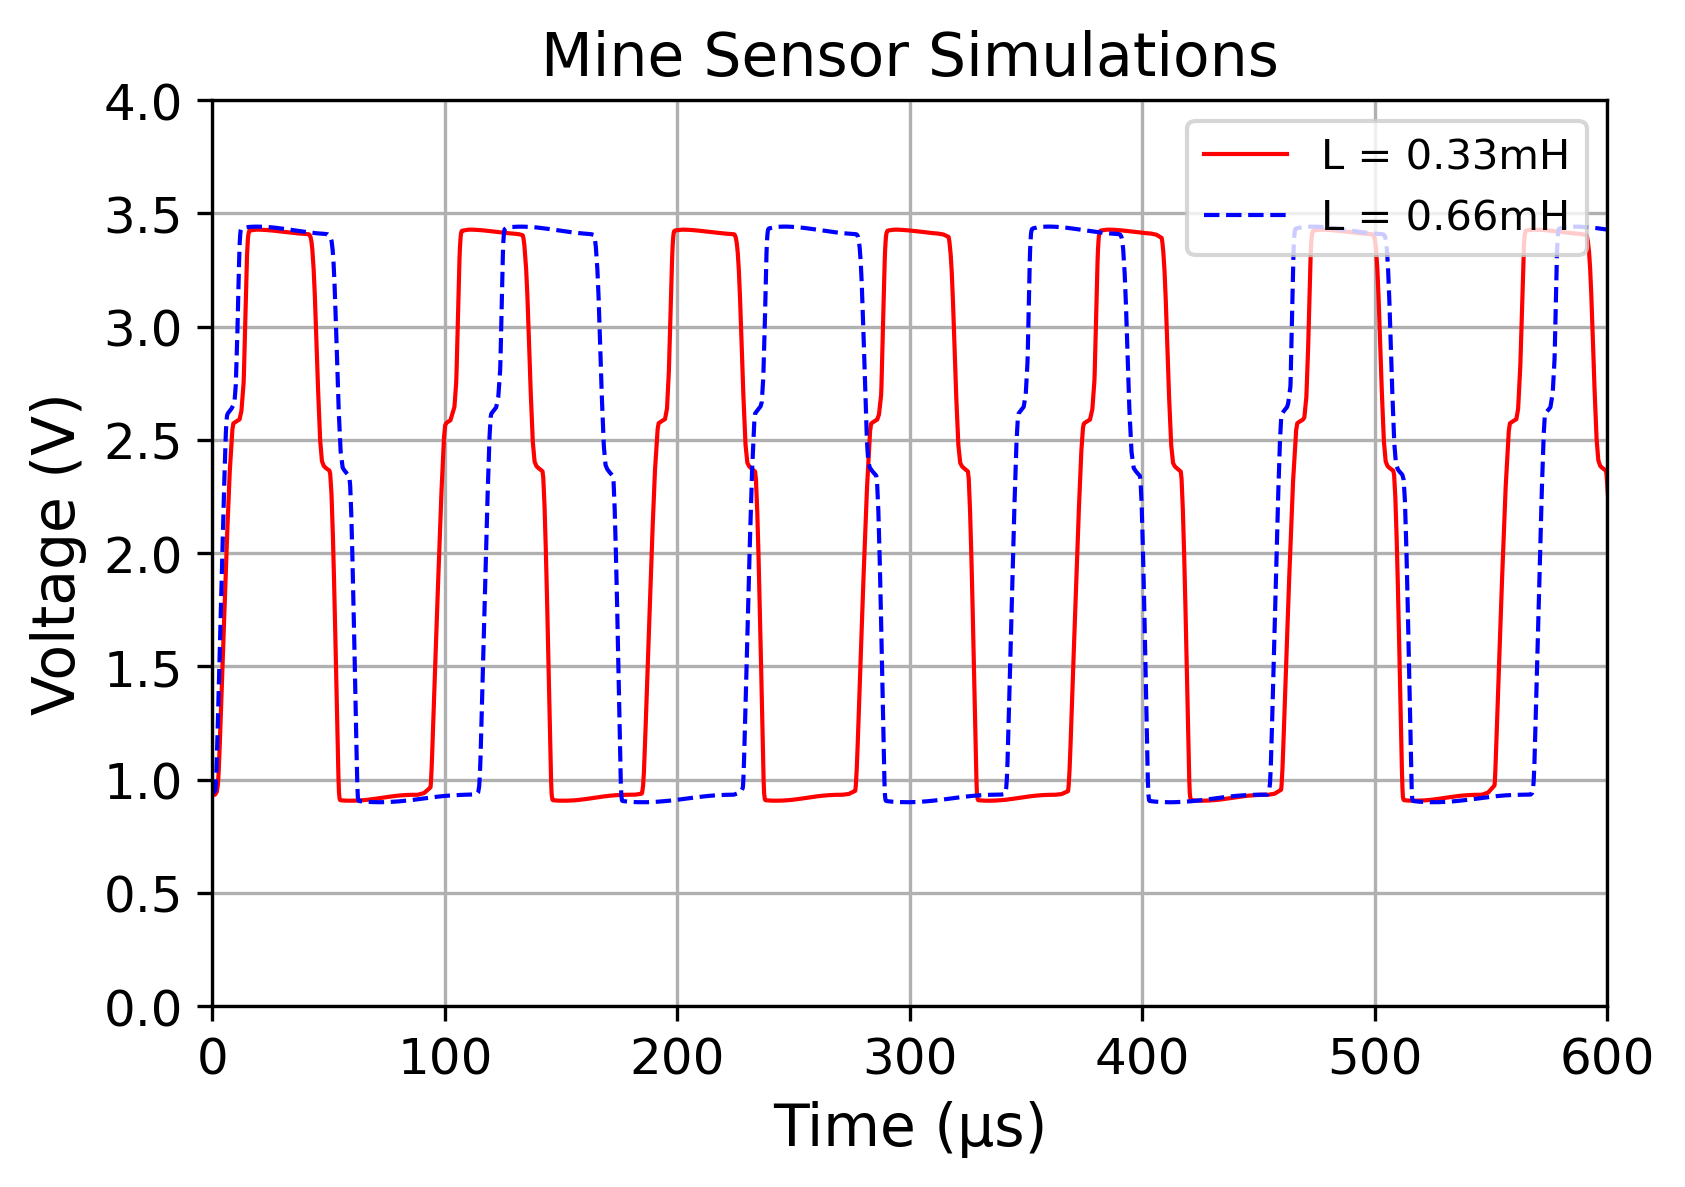 Mine Sensor Simulations
L = 0.33mH
L = 0.66mH
4.0
3.5
3.0
2.5
2.0
1.5
1.0
0.5
0.0
Voltage (V)
0 100 200 300 400 500 600
Time (µs)